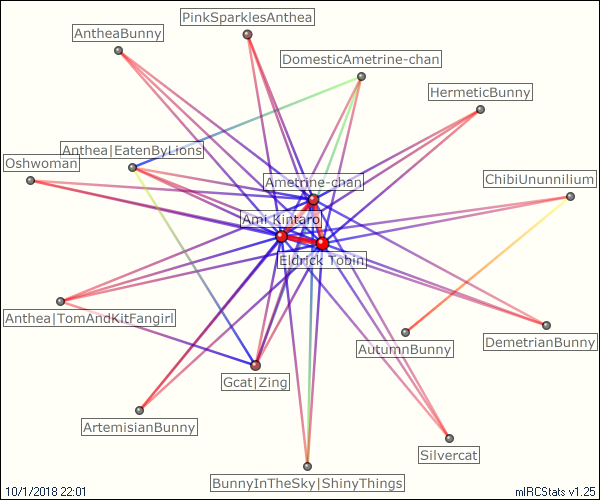 PinkSparklesAnthea
AntheaBunny
DomesticAmetrine-chan
HermeticBunny
Anthea|EatenByLions
Oshwoman
Ametrine-chan
ChibiUnunnilium
Ami Kintaro
Eldrick Tobin
Anthea|TomAndKitFangirl
AutumnBunny
DemetrianBunny
Gcat|Zing
ArtemisianBunny
Silvercat
BunnyInTheSky|ShinyThings
10/1/2018 22:01
mIRCStats v1.25